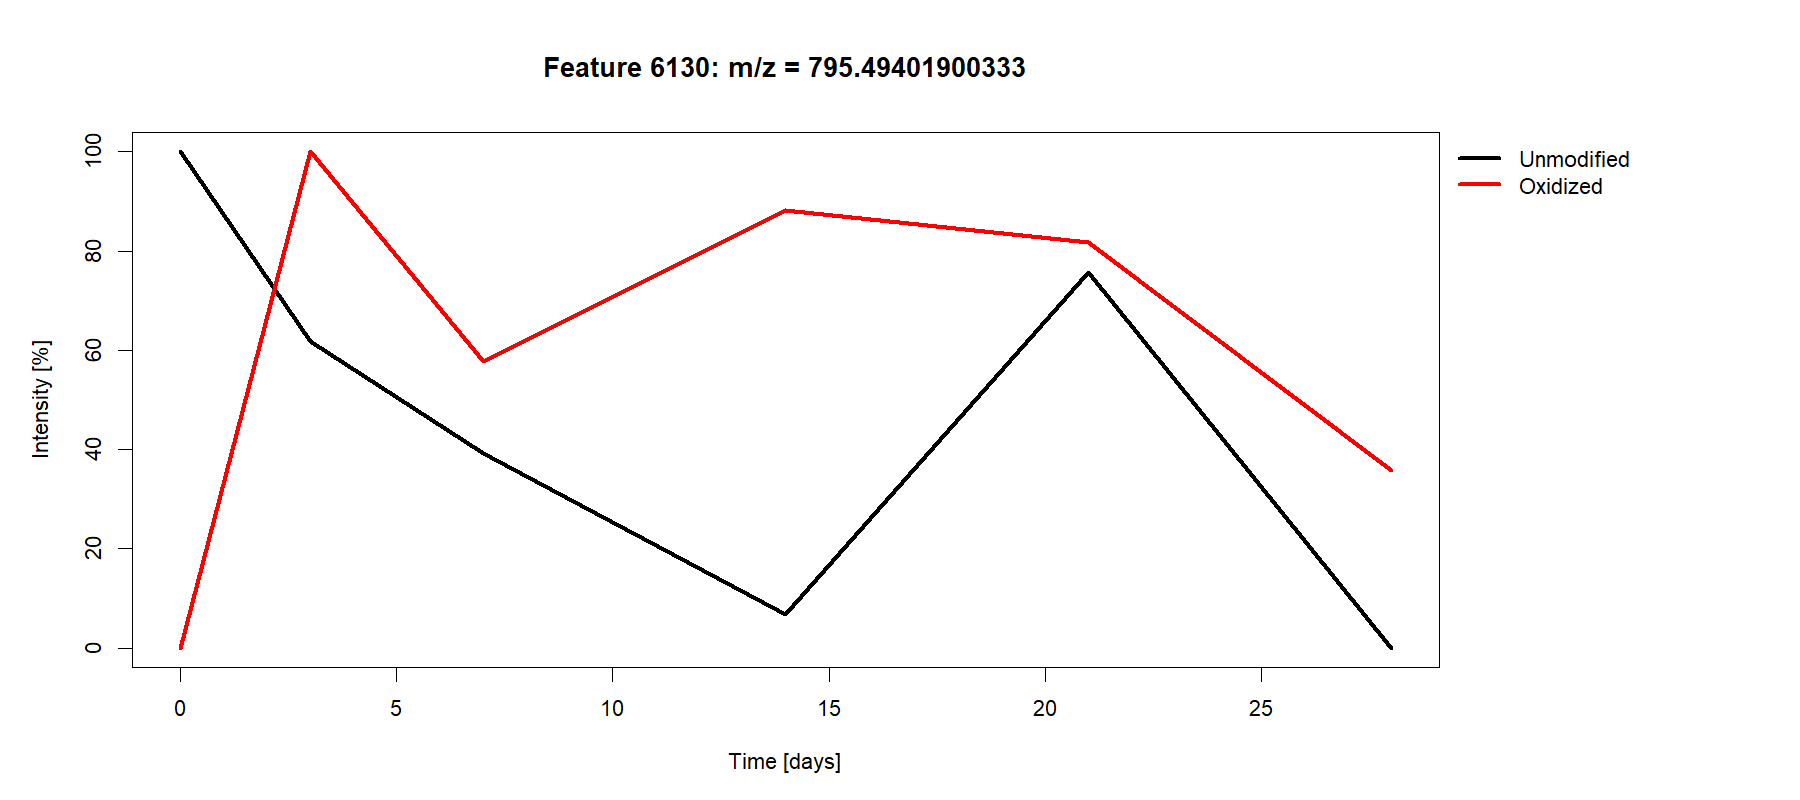 Feature 6130: m/z = 795.49401900333
Unmodified
Oxidized
Intensity [%]
100
80
60
40
20
0
0 5 10 15 20 25
Time [days]